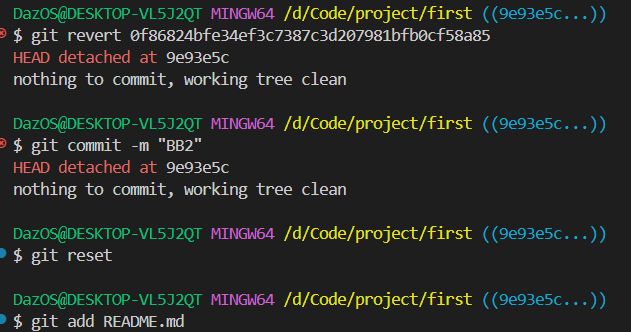 DazOS@DESKTOP-VL5J2QT MINGW64 /d/Code/project/first ((9e93e5c...))
$ git revert 0f86824bfe34ef3c7387c3d207981bfb0cf58a85
HEAD detached at 9e93e5c
nothing to commit, working tree clean
DazOS@DESKTOP-VL5J2QT MINGW64 /d/Code/project/first ((9e93e5c...))
$ git commit -m "BB2"
HEAD detached at 9e93e5c
nothing to commit, working tree clean
DazOS@DESKTOP-VL5J2QT MINGW64 /d/Code/project/first ((9e93e5c...))
$ git reset
DazOS@DESKTOP-VL5J2QT MINGW64 /d/Code/project/first ((9e93e5c...))
$ git add README.md